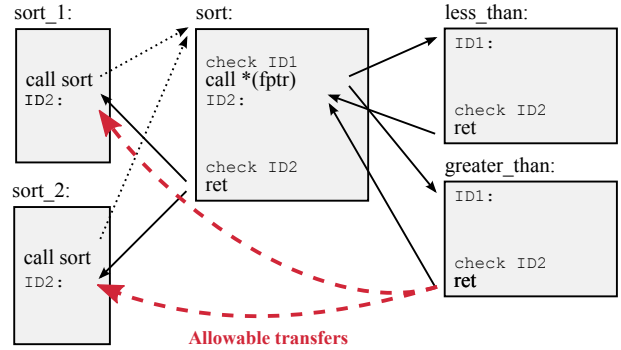 sort_1:
call sort
ID2:
sort_2:
call sort
ID2:
sort:
check ID1
call *(fptr)
ID2:
check ID2
ret
less_than:
ID1:
check ID2
ret
greater_than:
ID1:
check ID2
ret
Allowable transfers